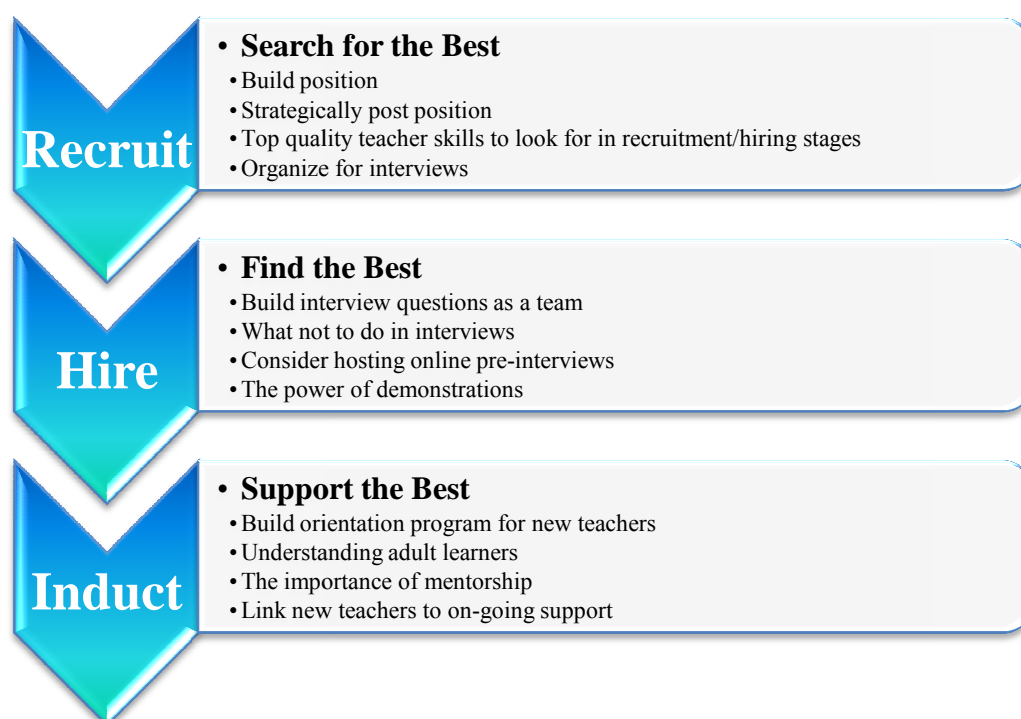 Recruit
• Search for the Best
• Build position
• Strategically post position
• Top quality teacher skills to look for in recruitment/hiring stages
• Organize for interviews
Hire
• Find the Best
• Build interview questions as a team
• What not to do in interviews
• Consider hosting online pre-interviews
• The power of demonstrations
Induct
• Support the Best
• Build orientation program for new teachers
• Understanding adult learners
• The importance of mentorship
• Link new teachers to on-going support